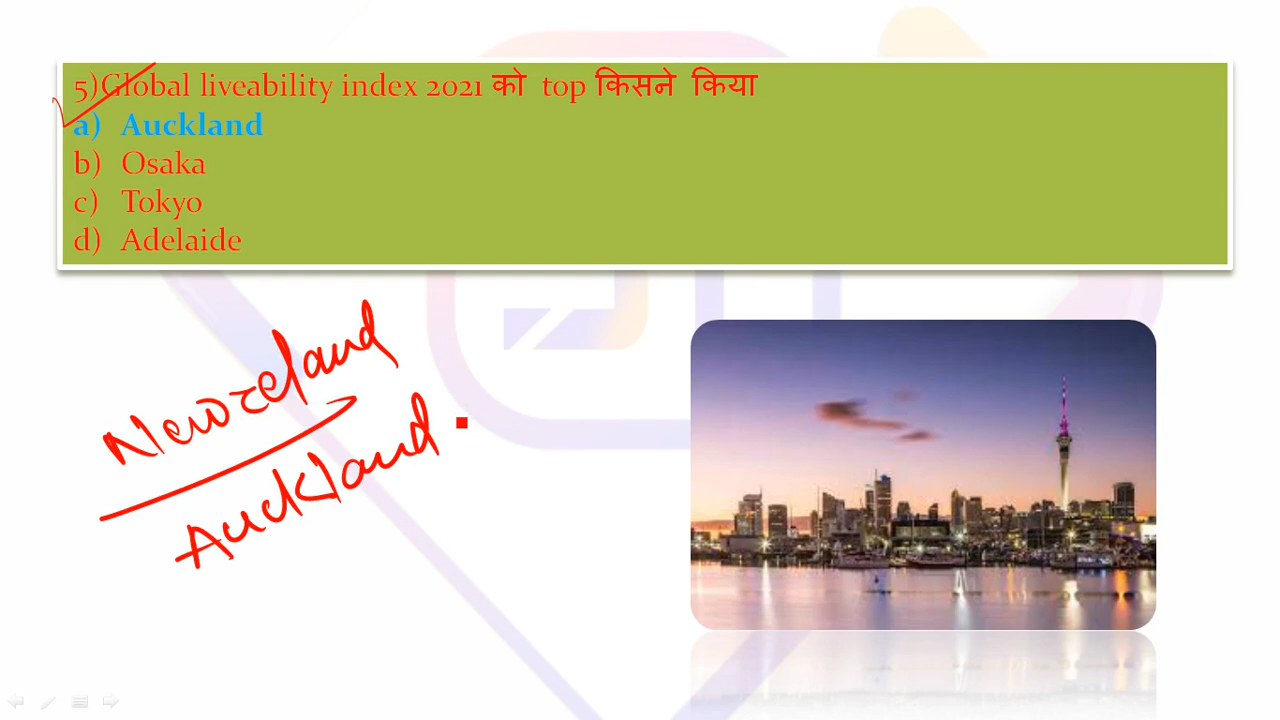 5)Global liveability index 2021 को top किसने किया
a) Auckland
b) Osaka
c) Tokyo
d) Adelaide
Newzeland
Auckland